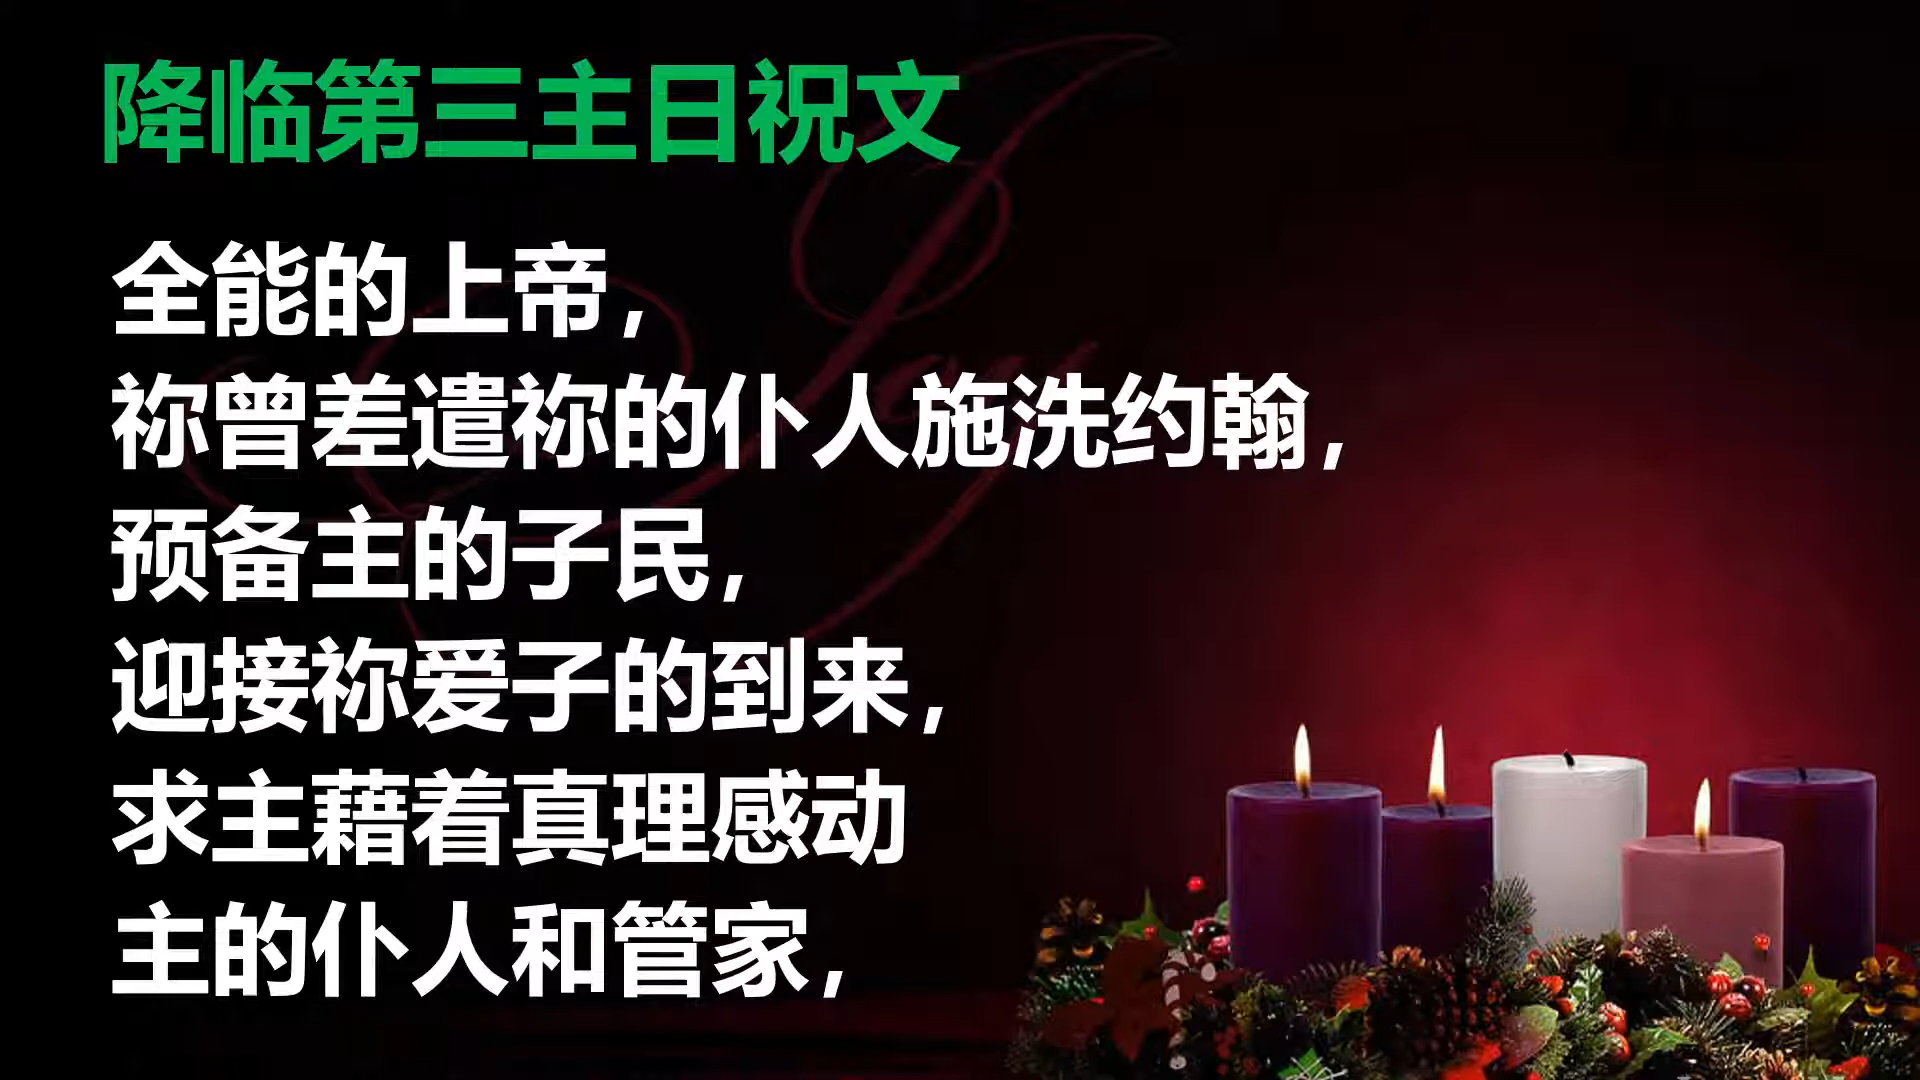 降临第三主日祝文
全能的上帝，
祢曾差遣祢的仆人施洗约翰，
预备主的子民，
迎接祢爱子的到来，
求主藉着真理感动
主的仆人和管家，
Joy